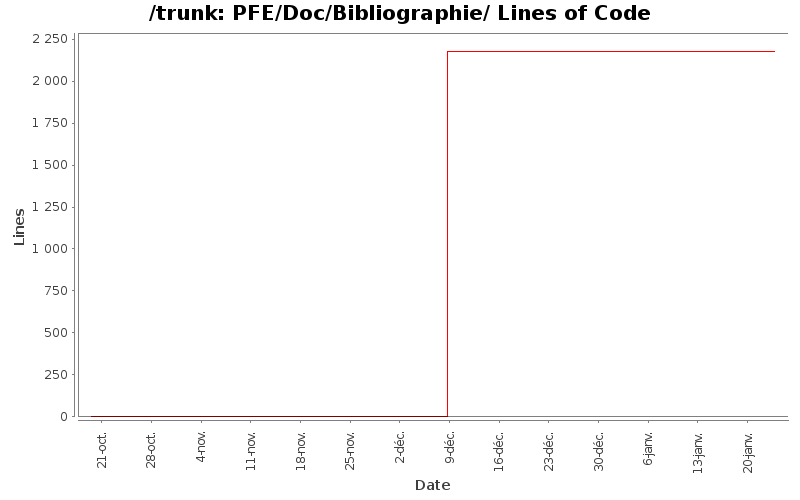 /trunk: PFE/Doc/Bibliographie/ Lines of Code
2 250
2 000
1 750
1 500
1 250
1 000
750
500
250
0
Lines
21-oct.
28-oct.
4-nov.
11-nov.
18-nov.
25-nov.
2-déc.
9-déc.
16-déc.
23-déc.
30-déc.
6-janv.
13-janv.
20-janv.
Date